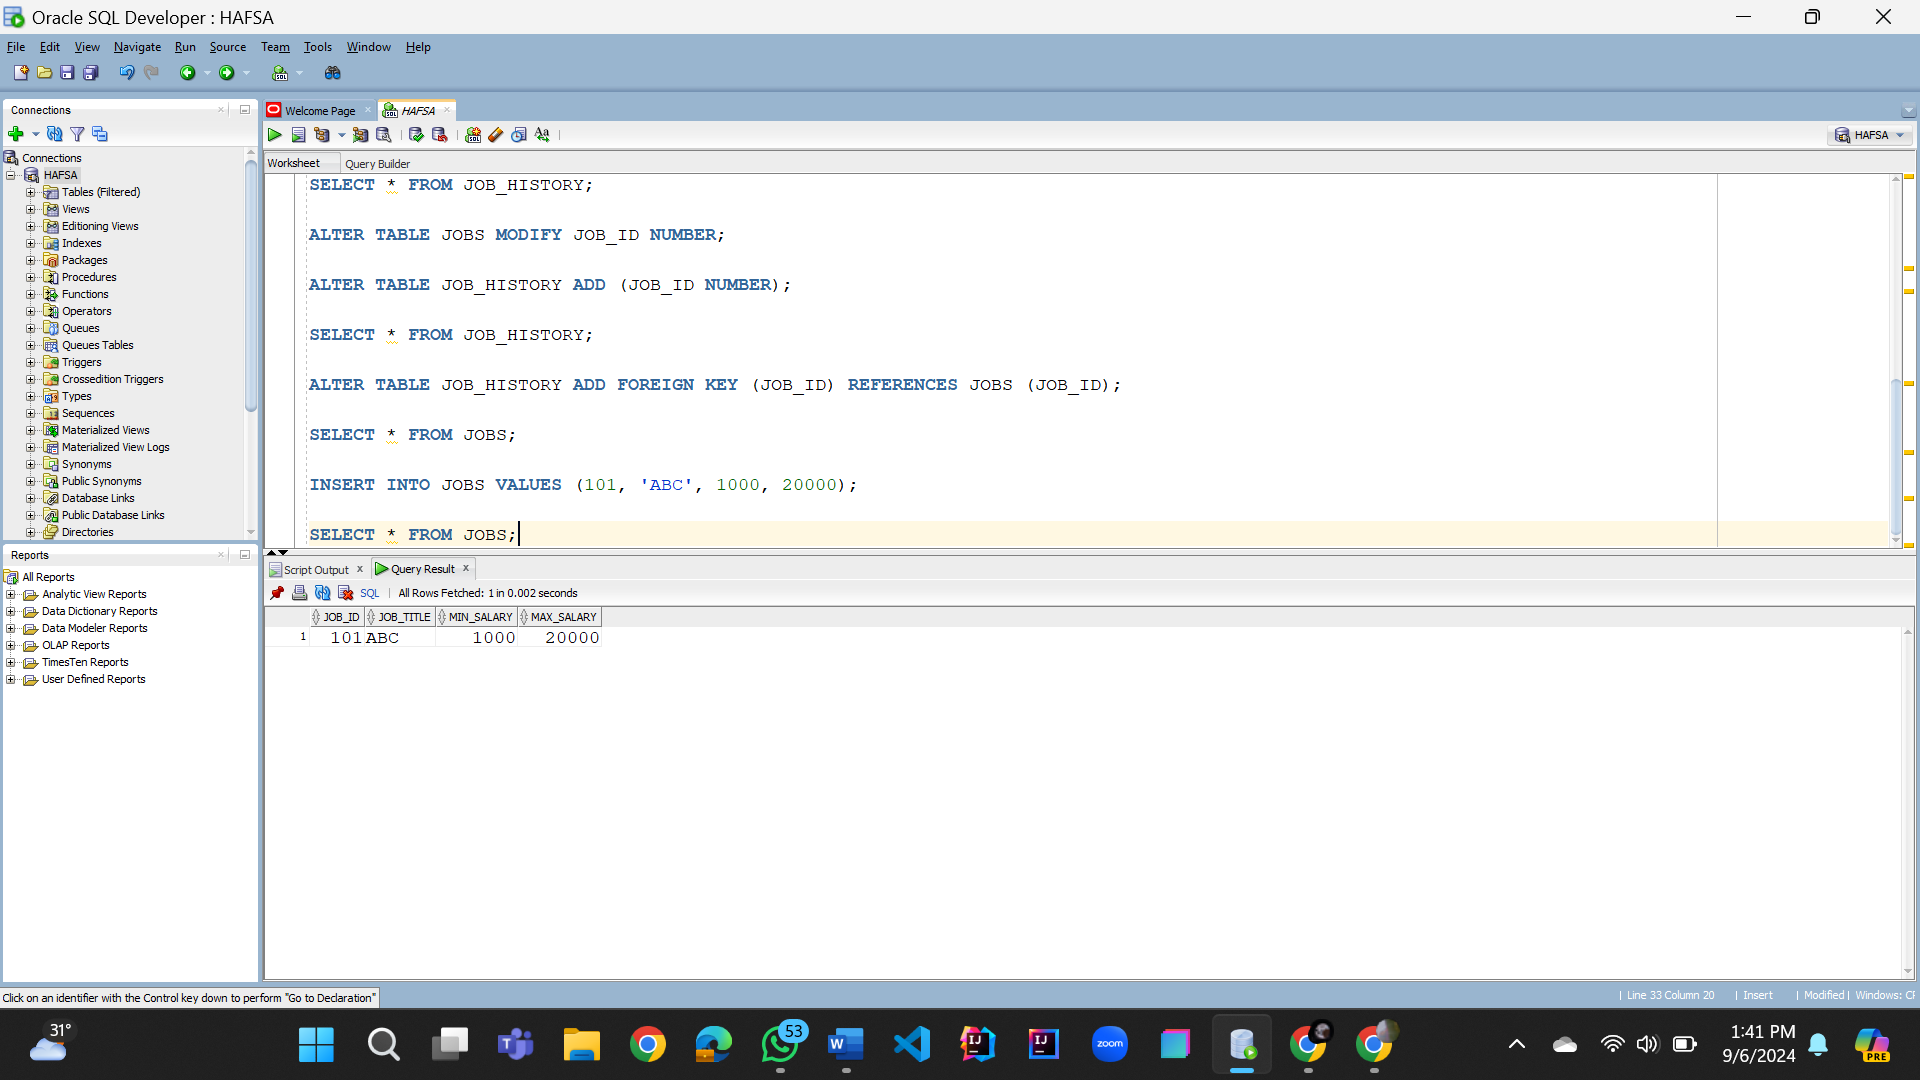 Oracle SQL Developer : HAFSA
File Edit View Navigate Run Source Team Tools Window Help
Connections
Connections
HAFSA
Tables (Filtered)
Views
Editioning Views
Indexes
Packages
Procedures
Functions
Operators
Queues
Queues Tables
Triggers
Crossedition Triggers
Types
Sequences
Materialized Views
Materialized View Logs
Synonyms
Public Synonyms
Database Links
Public Database Links
Directories
Reports
All Reports
Analytic View Reports
Data Dictionary Reports
Data Modeler Reports
OLAP Reports
TimesTen Reports
User Defined Reports
Welcome Page HAFSA
HAFSA
Worksheet Query Builder
SELECT * FROM JOB_HISTORY;
ALTER TABLE JOBS MODIFY JOB_ID NUMBER;
ALTER TABLE JOB_HISTORY ADD (JOB_ID NUMBER);
SELECT * FROM JOB_HISTORY;
ALTER TABLE JOB_HISTORY ADD FOREIGN KEY (JOB_ID) REFERENCES JOBS (JOB_ID);
SELECT * FROM JOBS;
INSERT INTO JOBS VALUES (101, 'ABC', 1000, 20000);
SELECT * FROM JOBS;
Script Output Query Result
SQL All Rows Fetched: 1 in 0.002 seconds
JOB_ID JOB_TITLE MIN_SALARY MAX_SALARY
1 101 ABC 1000 20000
Click on an identifier with the Control key down to perform "Go to Declaration"
Line 33 Column 20 Insert Modified Windows: CF
31°
53
zoom
1:41 PM
9/6/2024
PRE